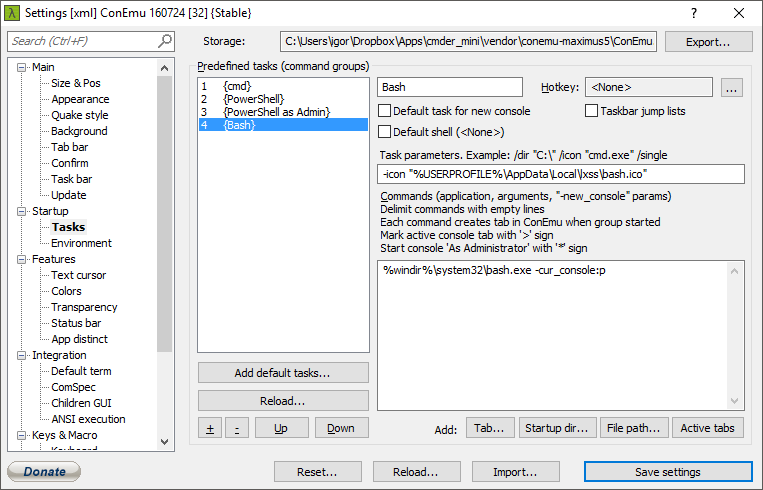 λ Settings [xml] ConEmu 160724 [32] {Stable}
?
Search (Ctrl+F)
Storage:
C:\Users\igor\Dropbox\Apps\cmder_mini\vendor\conemu-maximus5\ConEmu
Export...
Main
Size & Pos
Appearance
Quake style
Background
Tab bar
Confirm
Task bar
Update
Startup
Tasks
Environment
Features
Text cursor
Colors
Transparency
Status bar
App distinct
Integration
Default term
ComSpec
Children GUI
ANSI execution
Keys & Macro
Keyboard
Predefined tasks (command groups)
1 {cmd}
2 {PowerShell}
3 {PowerShell as Admin}
4 {Bash}
Add default tasks...
Reload...
+ - Up Down
Bash
Hotkey: <None> ...
Default task for new console
Taskbar jump lists
Default shell (<None>)
Task parameters. Example: /dir "C:\" /icon "cmd.exe" /single
-icon "%USERPROFILE%\AppData\Local\lxss\bash.ico"
Commands (application, arguments, "-new_console" params)
Delimit commands with empty lines
Each command creates tab in ConEmu when group started
Mark active console tab with '>' sign
Start console 'As Administrator' with '*' sign
%windir%\system32\bash.exe -cur_console:p
Add: Tab... Startup dir... File path... Active tabs
Donate
Reset... Reload... Import... Save settings